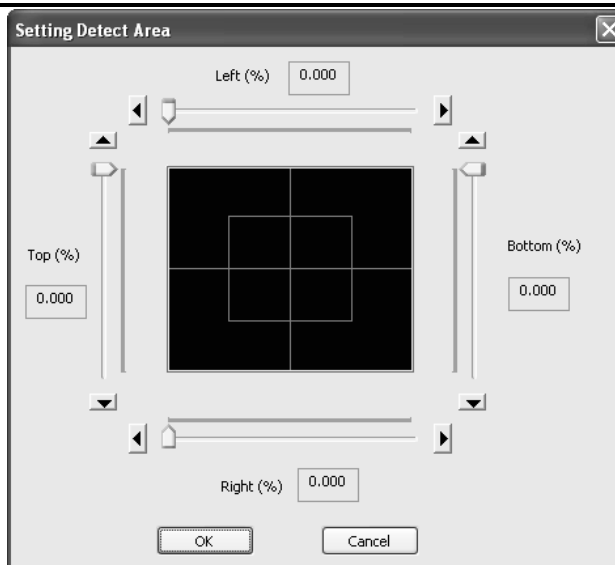 Setting Detect Area
Left (%) 0.000
Top (%)
0.000
Bottom (%)
0.000
Right (%) 0.000
OK Cancel